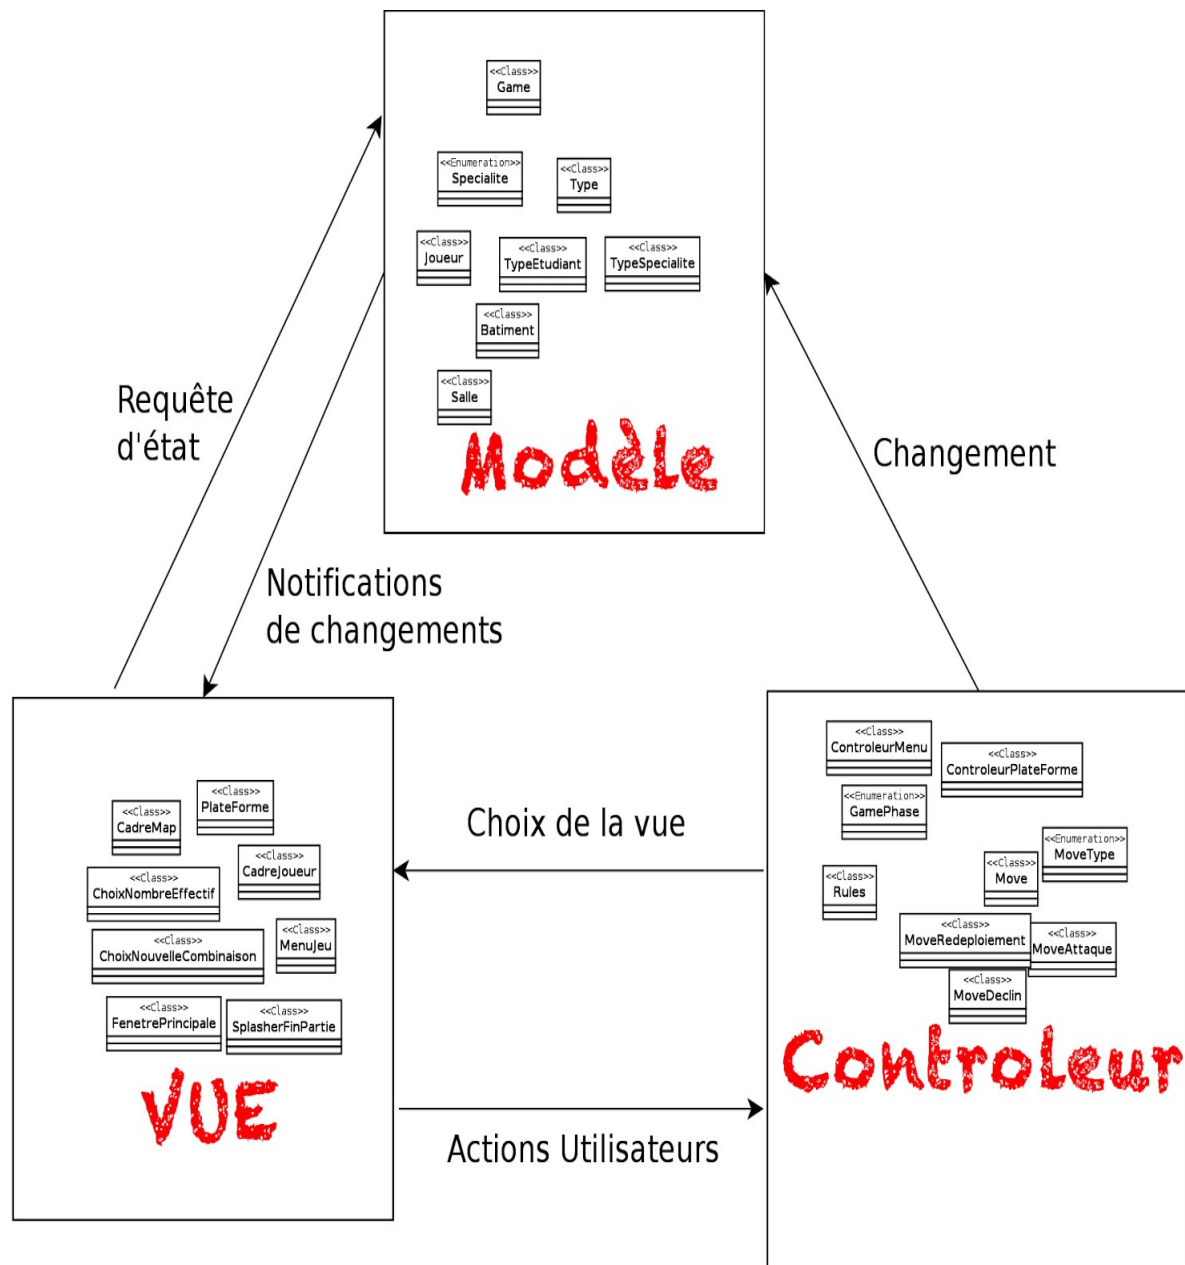 <<Class>>
Game
<<Enumeration>>
Specialite
<<Class>>
Type
<<Class>>
Joueur
<<Class>>
TypeEtudiant
<<Class>>
TypeSpecialite
<<Class>>
Batiment
<<Class>>
Salle
Modèle
Requête
d'état
Notifications
de changements
Changement
<<Class>>
PlateForme
<<Class>>
CadreMap
<<Class>>
CadreJoueur
<<Class>>
ChoixNombreEffectif
<<Class>>
MenuJeu
<<Class>>
ChoixNouvelleCombinaison
<<Class>>
FenetrePrincipale
<<Class>>
SplasherFinPartie
VUE
Choix de la vue
Actions Utilisateurs
<<Class>>
ControleurMenu
<<Class>>
ControleurPlateForme
<<Enumeration>>
GamePhase
<<Enumeration>>
MoveType
<<Class>>
Move
<<Class>>
Rules
<<Class>>
MoveRedeploiement
<<Class>>
MoveAttaque
<<Class>>
MoveDeclin
Controleur